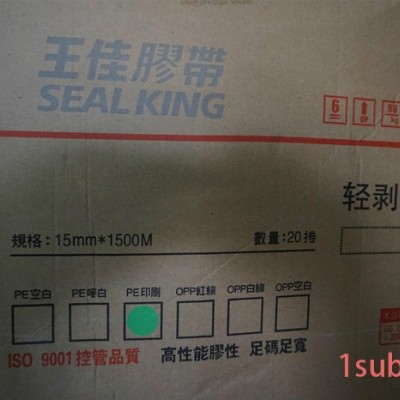 王佳膠帶
SEAL KING
6
轻剥
規格：15mm*1500M
數量：20捲
PE空白 PE啞白 PE印刷 OPP紅線 OPP白線 OPP空白
ISO 9001控管品質 高性能膠性 足碼足寬
1sub